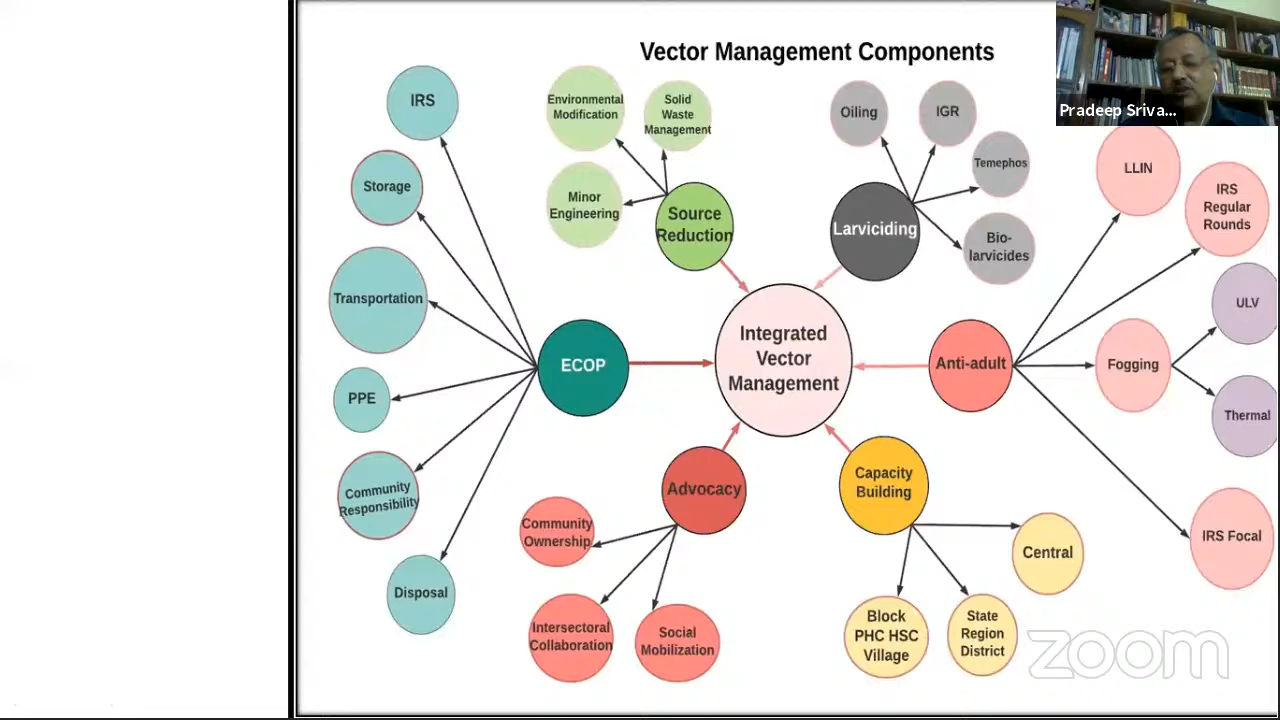 Vector Management Components
Pradeep Sriva...
IRS
Storage
Transportation
PPE
Community
Responsibility
Disposal
ECOP
Environmental
Modification
Solid
Waste
Management
Minor
Engineering
Source
Reduction
Oiling
IGR
Temephos
Bio-
larvicides
Larviciding
Integrated
Vector
Management
Anti-adult
LLIN
IRS
Regular
Rounds
Fogging
ULV
Thermal
IRS Focal
Advocacy
Community
Ownership
Intersectoral
Collaboration
Social
Mobilization
Capacity
Building
Central
Block
PHC HSC
Village
State
Region
District
zoom